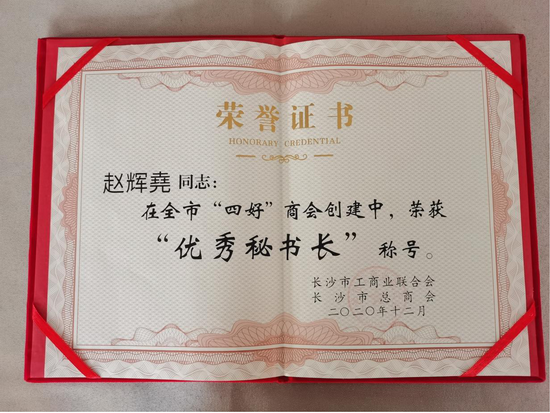 荣誉证书
HONORARY CREDENTIAL
赵辉堯同志：
在全市“四好”商会创建中，荣获
“优秀秘书长”称号。
长沙市工商业联合会
长沙市总商会
二〇二〇年十二月